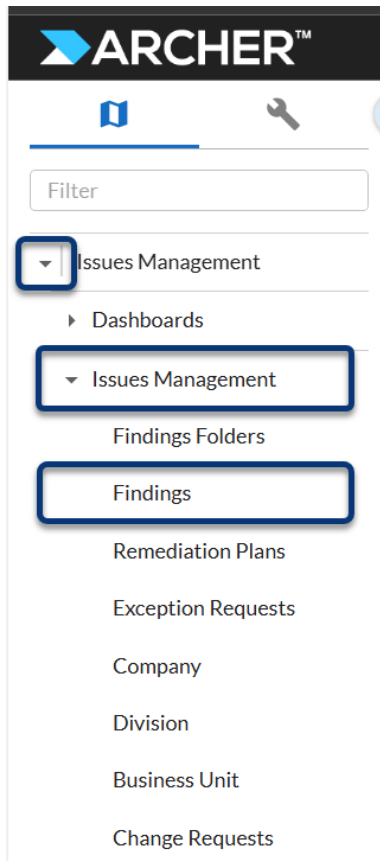 ARCHER™
Filter
Issues Management
Dashboards
Issues Management
Findings Folders
Findings
Remediation Plans
Exception Requests
Company
Division
Business Unit
Change Requests